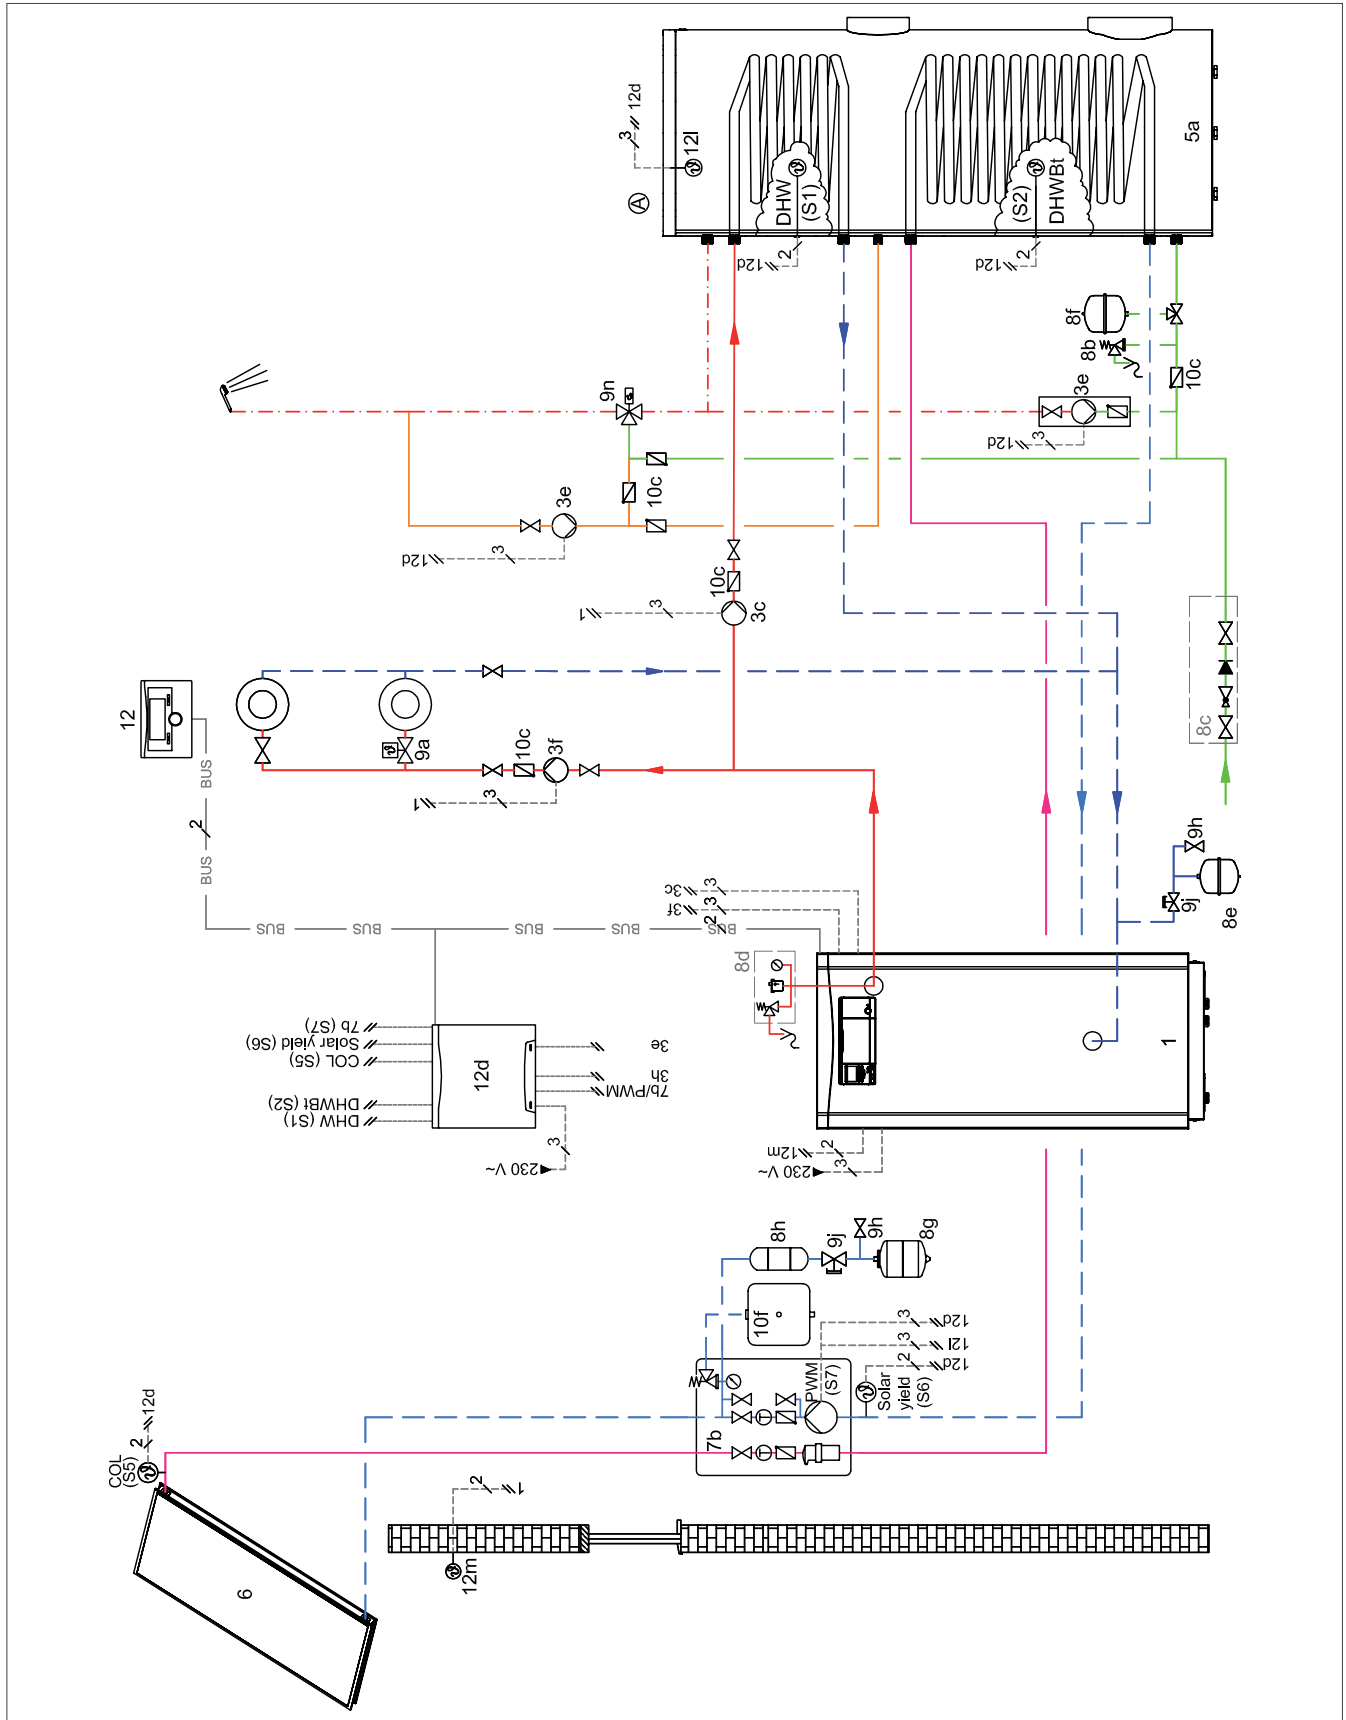 3 12d
12l
A
DHW
(S1)
(S2)
DHWBt
5a
2
12d
2
12d
8f
8b
10c
9n
3e
3
12d
3e
10c
3
12d
10c
3c
3
1
12
BUS
2
BUS
9a
10c
3f
3
1
8c
BUS
BUS
BUS
BUS
BUS
3
3c
3
3f
2
8d
9h
9j
8e
7b (S7)
Solar yield (S6)
COL (S5)
DHWBt (S2)
DHW (S1)
12d
3e
3h
7b/PWM
3
230 V~
1
2
12m
3
230 V~
8h
9j
9h
8g
10f
3
12d
3
12l
2
12d
PWM
(S7)
Solar
yield
(S6)
7b
COL
(S5)
2
12d
6
2
1
12m